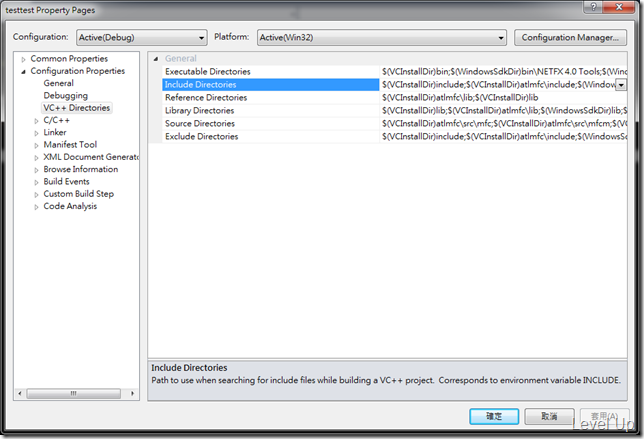 testtest Property Pages
Configuration: Active(Debug) Platform: Active(Win32) Configuration Manager...
Common Properties
Configuration Properties
General
Debugging
VC++ Directories
C/C++
Linker
Manifest Tool
XML Document Generato
Browse Information
Build Events
Custom Build Step
Code Analysis
General
Executable Directories $(VCInstallDir)bin;$(WindowsSdkDir)bin\NETFX 4.0 Tools;$(Wind
Include Directories $(VCInstallDir)include;$(VCInstallDir)atlmfc\include;$(Window
Reference Directories $(VCInstallDir)atlmfc\lib;$(VCInstallDir)lib
Library Directories $(VCInstallDir)lib;$(VCInstallDir)atlmfc\lib;$(WindowsSdkDir)lib;
Source Directories $(VCInstallDir)atlmfc\src\mfc;$(VCInstallDir)atlmfc\src\mfcm;$(VC
Exclude Directories $(VCInstallDir)include;$(VCInstallDir)atlmfc\include;$(WindowsS
Include Directories
Path to use when searching for include files while building a VC++ project. Corresponds to environment variable INCLUDE.
確定 取消 套用(A)
Level Up